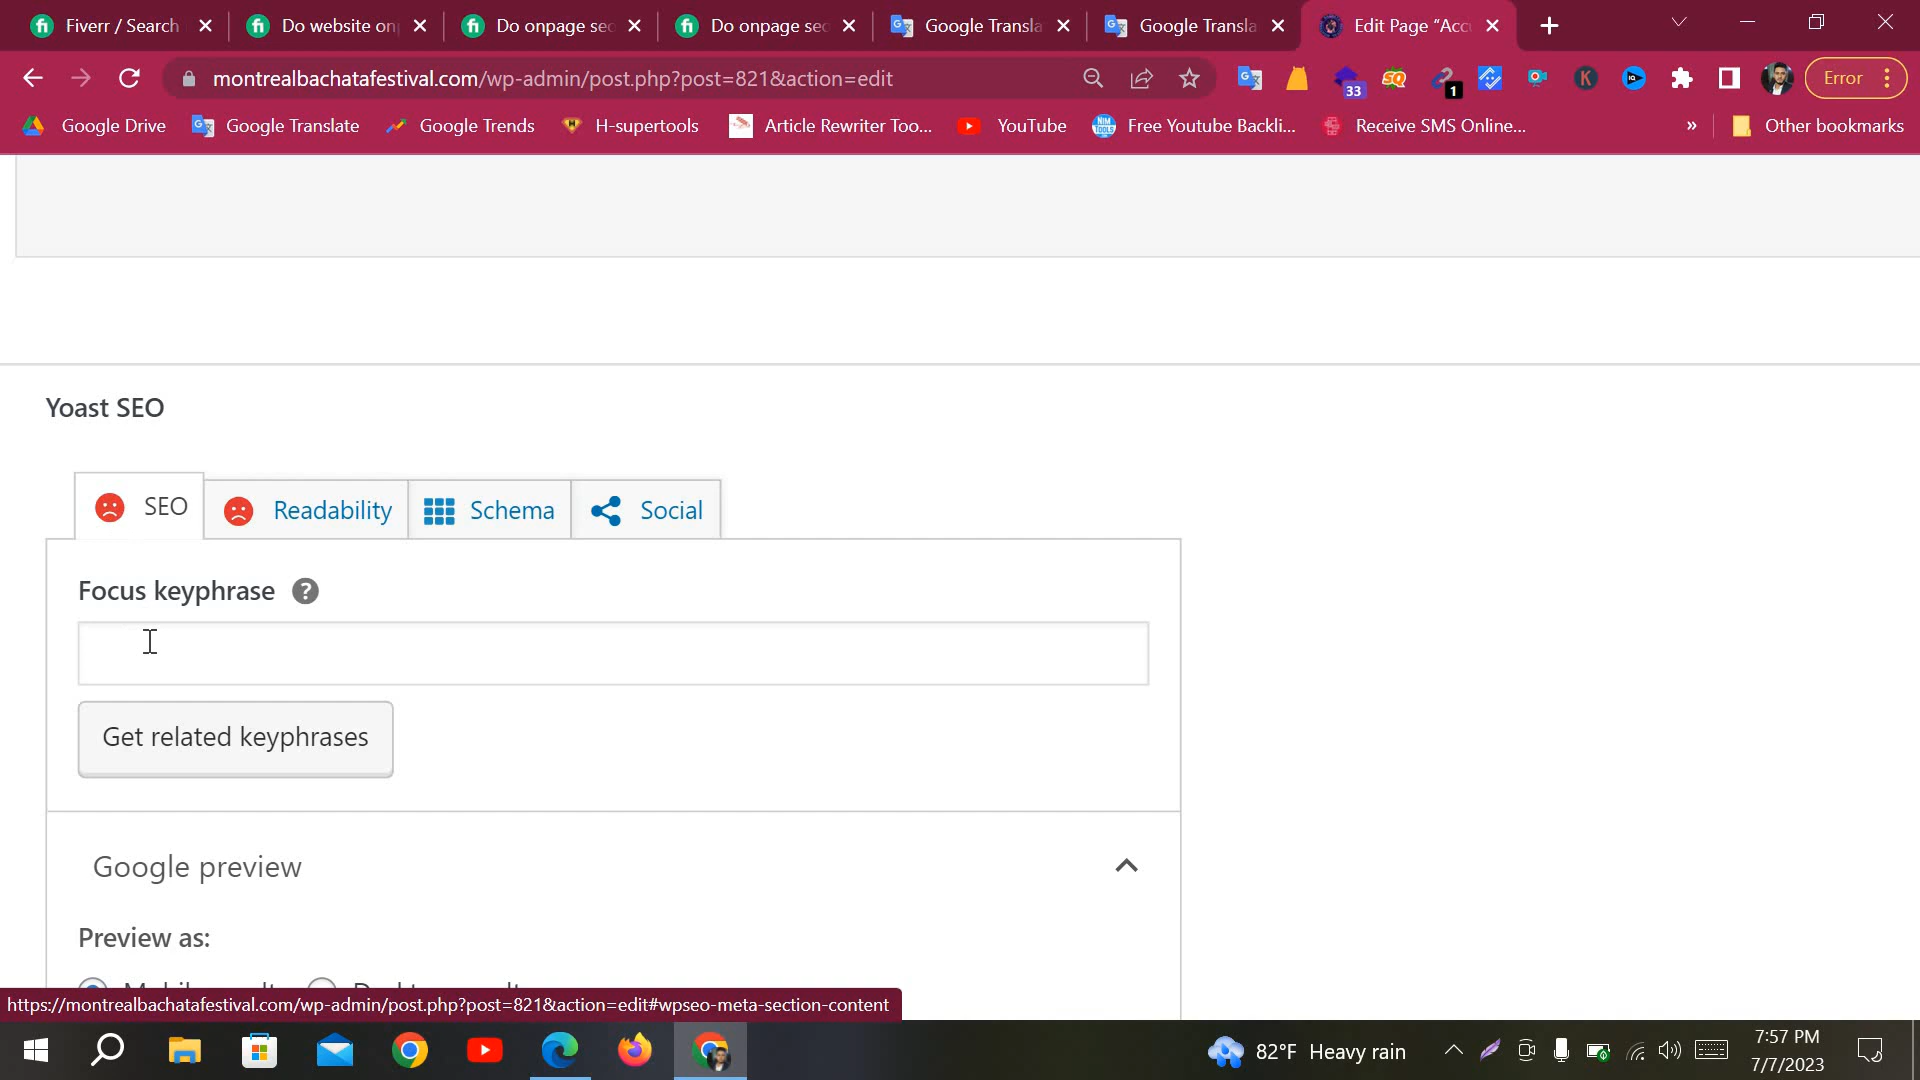 Fiverr / Search
Do website on
Do onpage seo
Do onpage seo
Google Transla
Google Transla
Edit Page “Acc
montrealbachatafestival.com/wp-admin/post.php?post=821&action=edit
33
1
K
Error
Google Drive
Google Translate
Google Trends
H-supertools
Article Rewriter Too...
YouTube
Free Youtube Backli...
Receive SMS Online...
»
Other bookmarks
Yoast SEO
SEO
Readability
Schema
Social
Focus keyphrase
Get related keyphrases
Google preview
Preview as:
https://montrealbachatafestival.com/wp-admin/post.php?post=821&action=edit#wpseo-meta-section-content
82°F Heavy rain
7:57 PM
7/7/2023